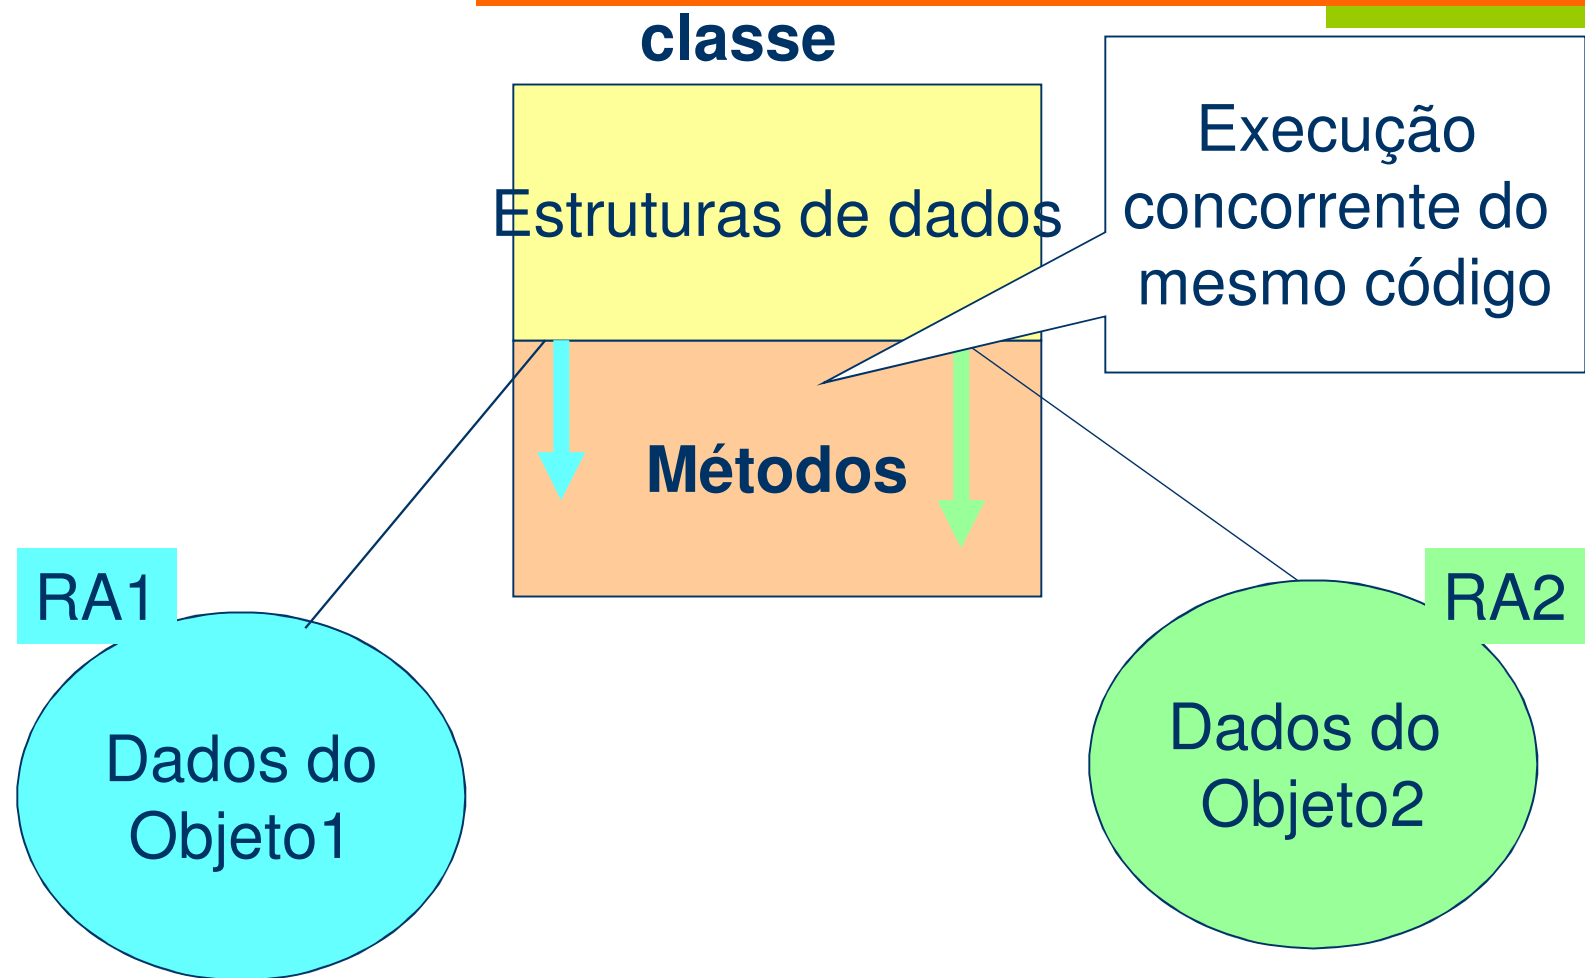 classe
Estruturas de dados
Execução
concorrente do
mesmo código
Métodos
RA1
RA2
Dados do
Objeto1
Dados do
Objeto2